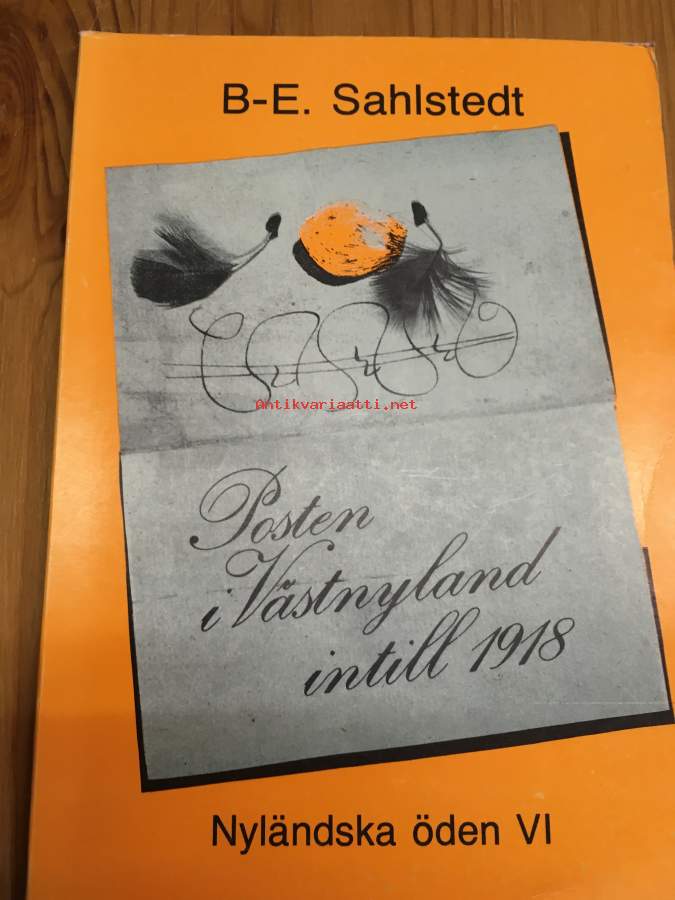 B-E. Sahlstedt
Antikvariaatti.net
Posten
i Västnyland
intill 1918
Nyländska öden VI